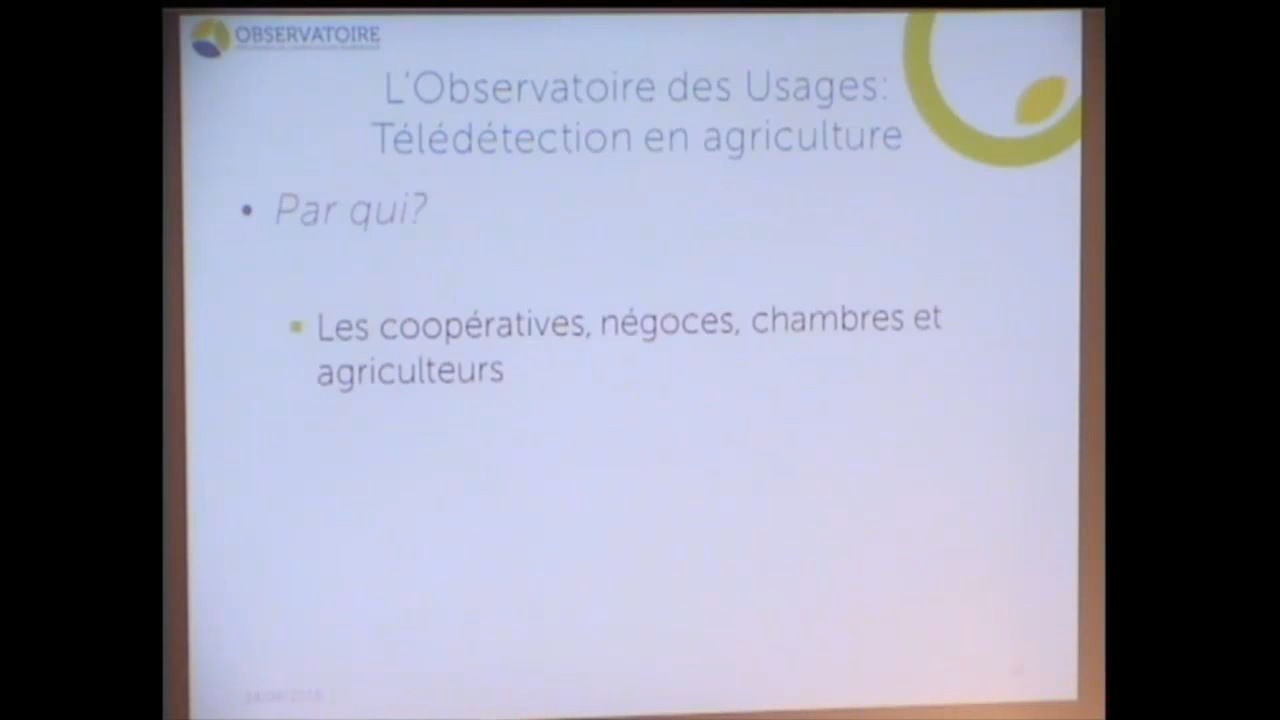 OBSERVATOIRE
L'Observatoire des Usages:
Télédétection en agriculture
• Par qui?
▪ Les coopératives, négoces, chambres et
agriculteurs